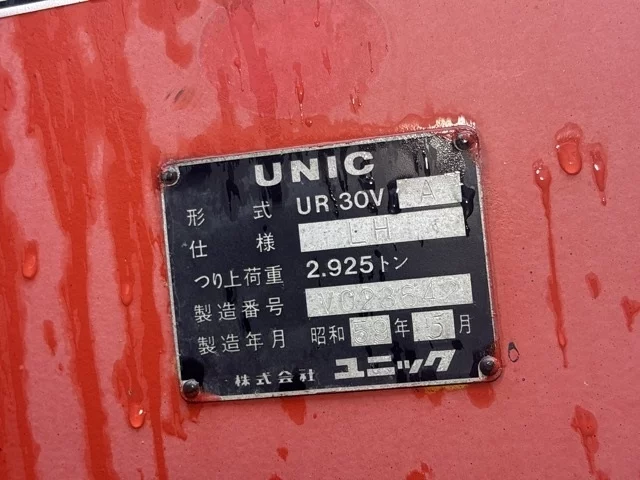 UNIC
形式 UR 30V A
仕様 LH
つり上荷重 2.925トン
製造番号
製造年月 昭和 59 年 5 月
株式会社 ユニック